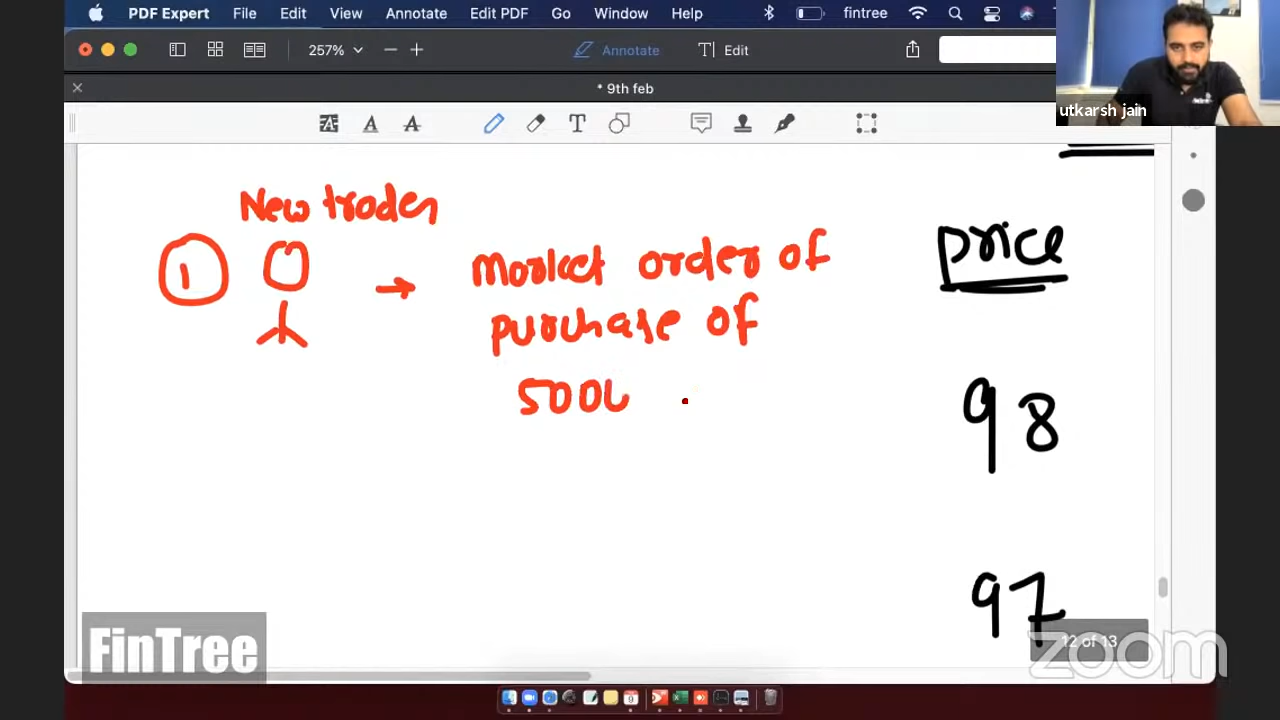 PDF Expert File Edit View Annotate Edit PDF Go Window Help fintree
257% Annotate T| Edit
* 9th feb
utkarsh jain
New trader
1
→ Market order of
purchase of
5000
price
98
97
12 of 13
FinTree
zoom